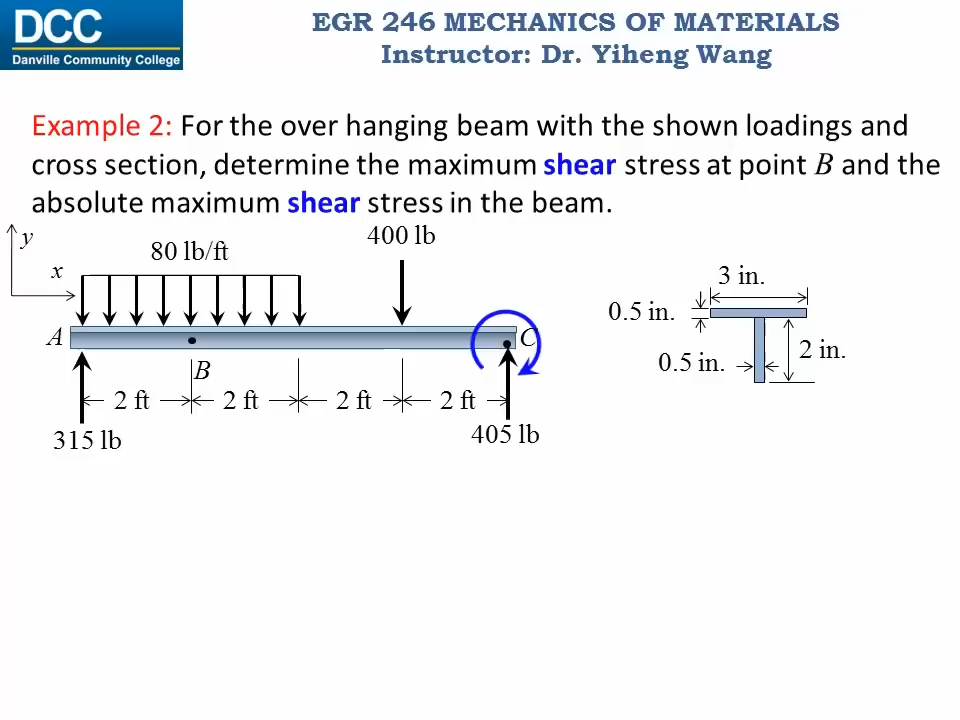 DCC
Danville Community College
EGR 246 MECHANICS OF MATERIALS
Instructor: Dr. Yiheng Wang
Example 2: For the over hanging beam with the shown loadings and
cross section, determine the maximum shear stress at point B and the
absolute maximum shear stress in the beam.
y
x
80 lb/ft
400 lb
A
B
C
2 ft
2 ft
2 ft
2 ft
315 lb
405 lb
3 in.
0.5 in.
0.5 in.
2 in.